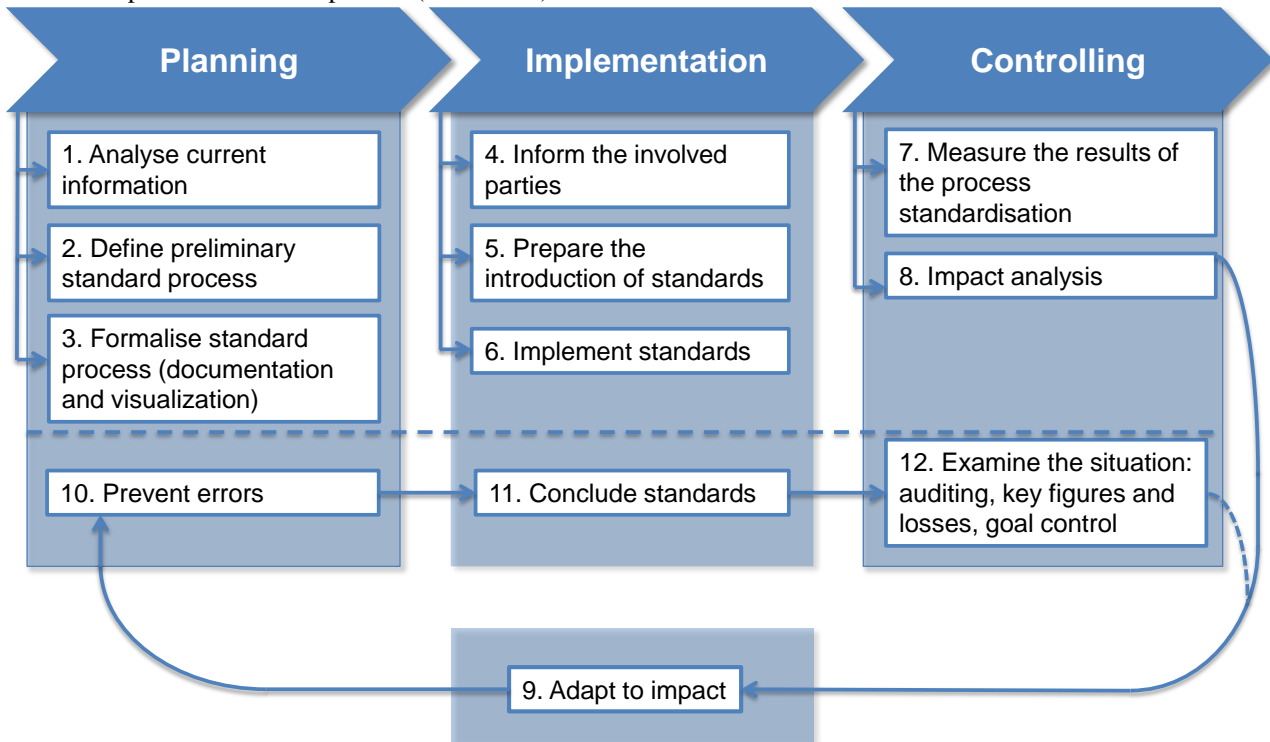 Planning
Implementation
Controlling
1. Analyse current
information
2. Define preliminary
standard process
3. Formalise standard
process (documentation
and visualization)
4. Inform the involved
parties
5. Prepare the
introduction of standards
6. Implement standards
7. Measure the results of
the process
standardisation
8. Impact analysis
10. Prevent errors
11. Conclude standards
12. Examine the situation:
auditing, key figures and
losses, goal control
9. Adapt to impact